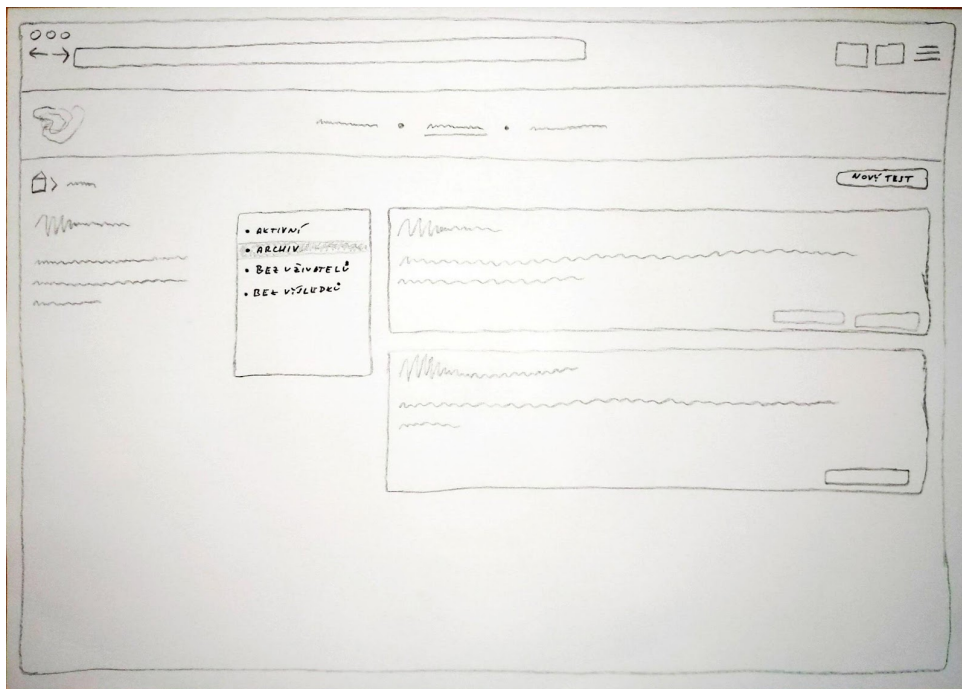 NOVÝ TEST
• AKTIVNÍ
• ARCHIV
• BEZ UŽIVATELŮ
• BEZ VÝSLEDKŮ